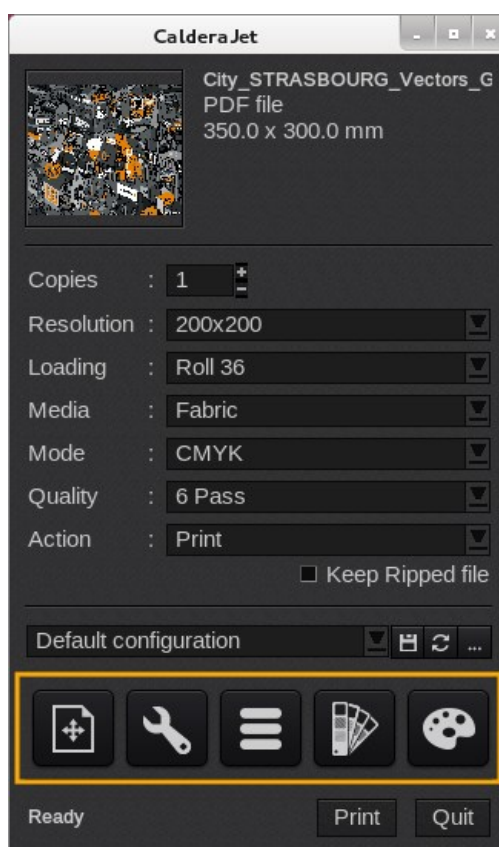 CalderaJet
City_STRASBOURG_Vectors_G
PDF file
350.0 x 300.0 mm
Copies : 1
Resolution : 200x200
Loading : Roll 36
Media : Fabric
Mode : CMYK
Quality : 6 Pass
Action : Print
Keep Ripped file
Default configuration ...
Ready Print Quit